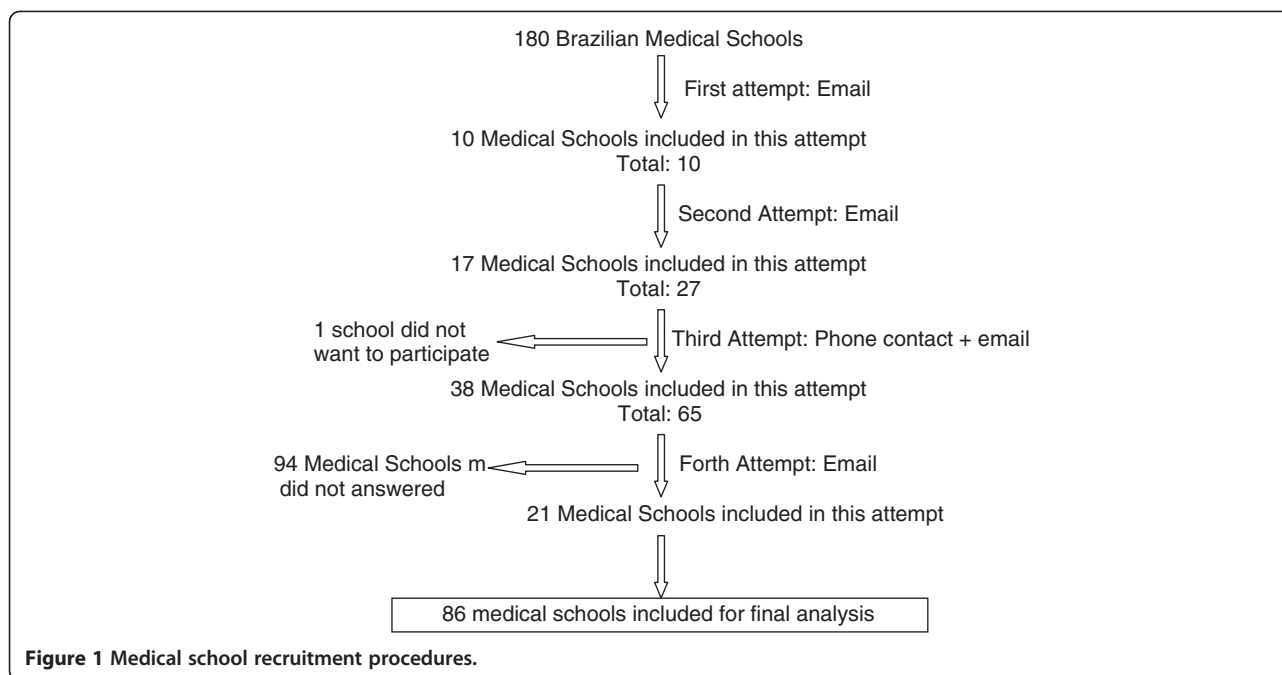 180 Brazilian Medical Schools
First attempt: Email
10 Medical Schools included in this attempt
Total: 10
Second Attempt: Email
17 Medical Schools included in this attempt
Total: 27
1 school did not
want to participate
Third Attempt: Phone contact + email
38 Medical Schools included in this attempt
Total: 65
94 Medical Schools m
did not answered
Forth Attempt: Email
21 Medical Schools included in this attempt
86 medical schools included for final analysis
Figure 1 Medical school recruitment procedures.